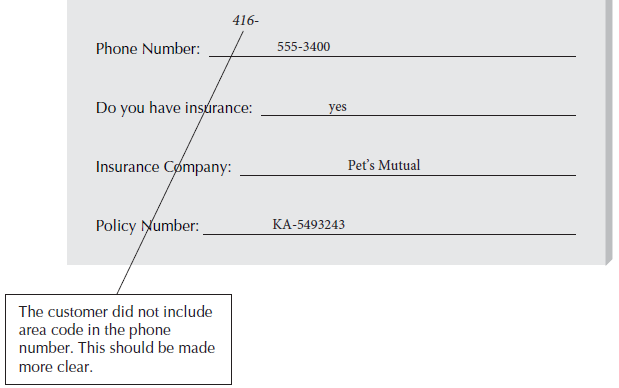 416-
Phone Number: 555-3400
Do you have insurance: yes
Insurance Company: Pet's Mutual
Policy Number: KA-5493243
The customer did not include
area code in the phone
number. This should be made
more clear.